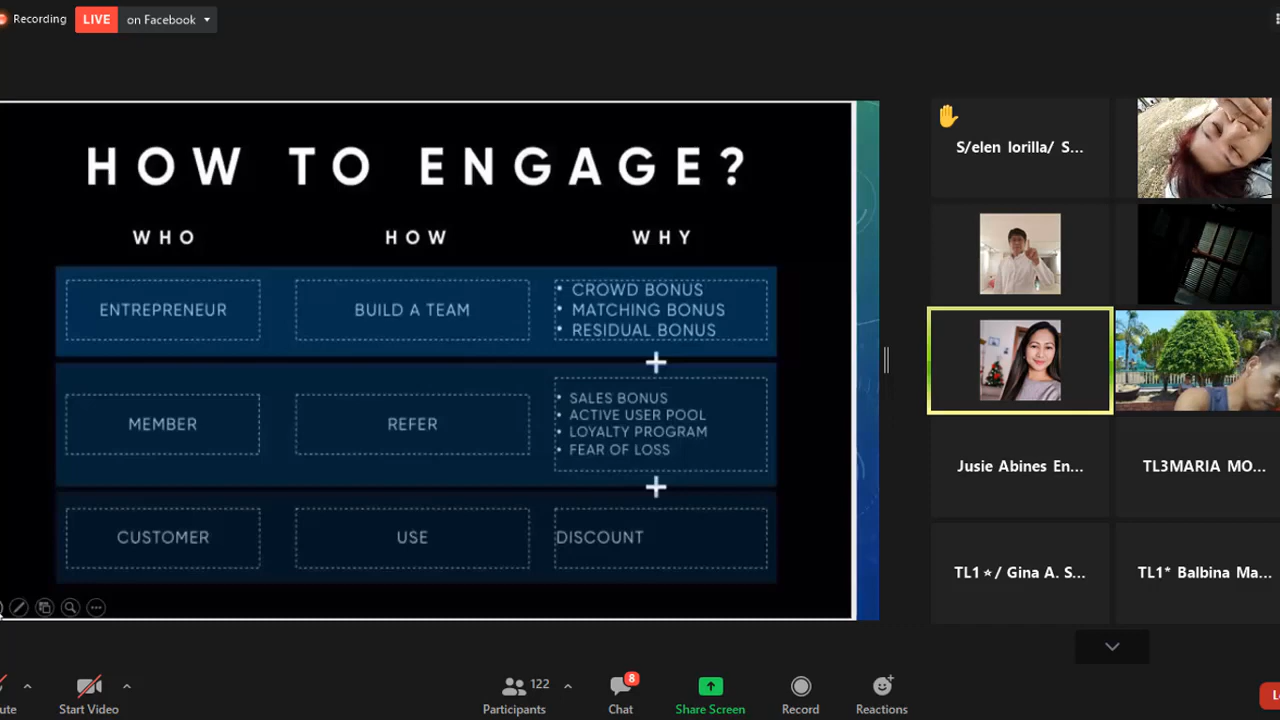 Recording
LIVE on Facebook
HOW TO ENGAGE?
WHO HOW WHY
ENTREPRENEUR
BUILD A TEAM
• CROWD BONUS
• MATCHING BONUS
• RESIDUAL BONUS
+
MEMBER
REFER
• SALES BONUS
• ACTIVE USER POOL
• LOYALTY PROGRAM
• FEAR OF LOSS
+
CUSTOMER
USE
DISCOUNT
S/elen lorilla/ S...
Jusie Abines En...
TL3MARIA MO...
TL1⋆/ Gina A. S...
TL1* Balbina Ma...
ute
Start Video
122
Participants
8
Chat
Share Screen
Record
Reactions